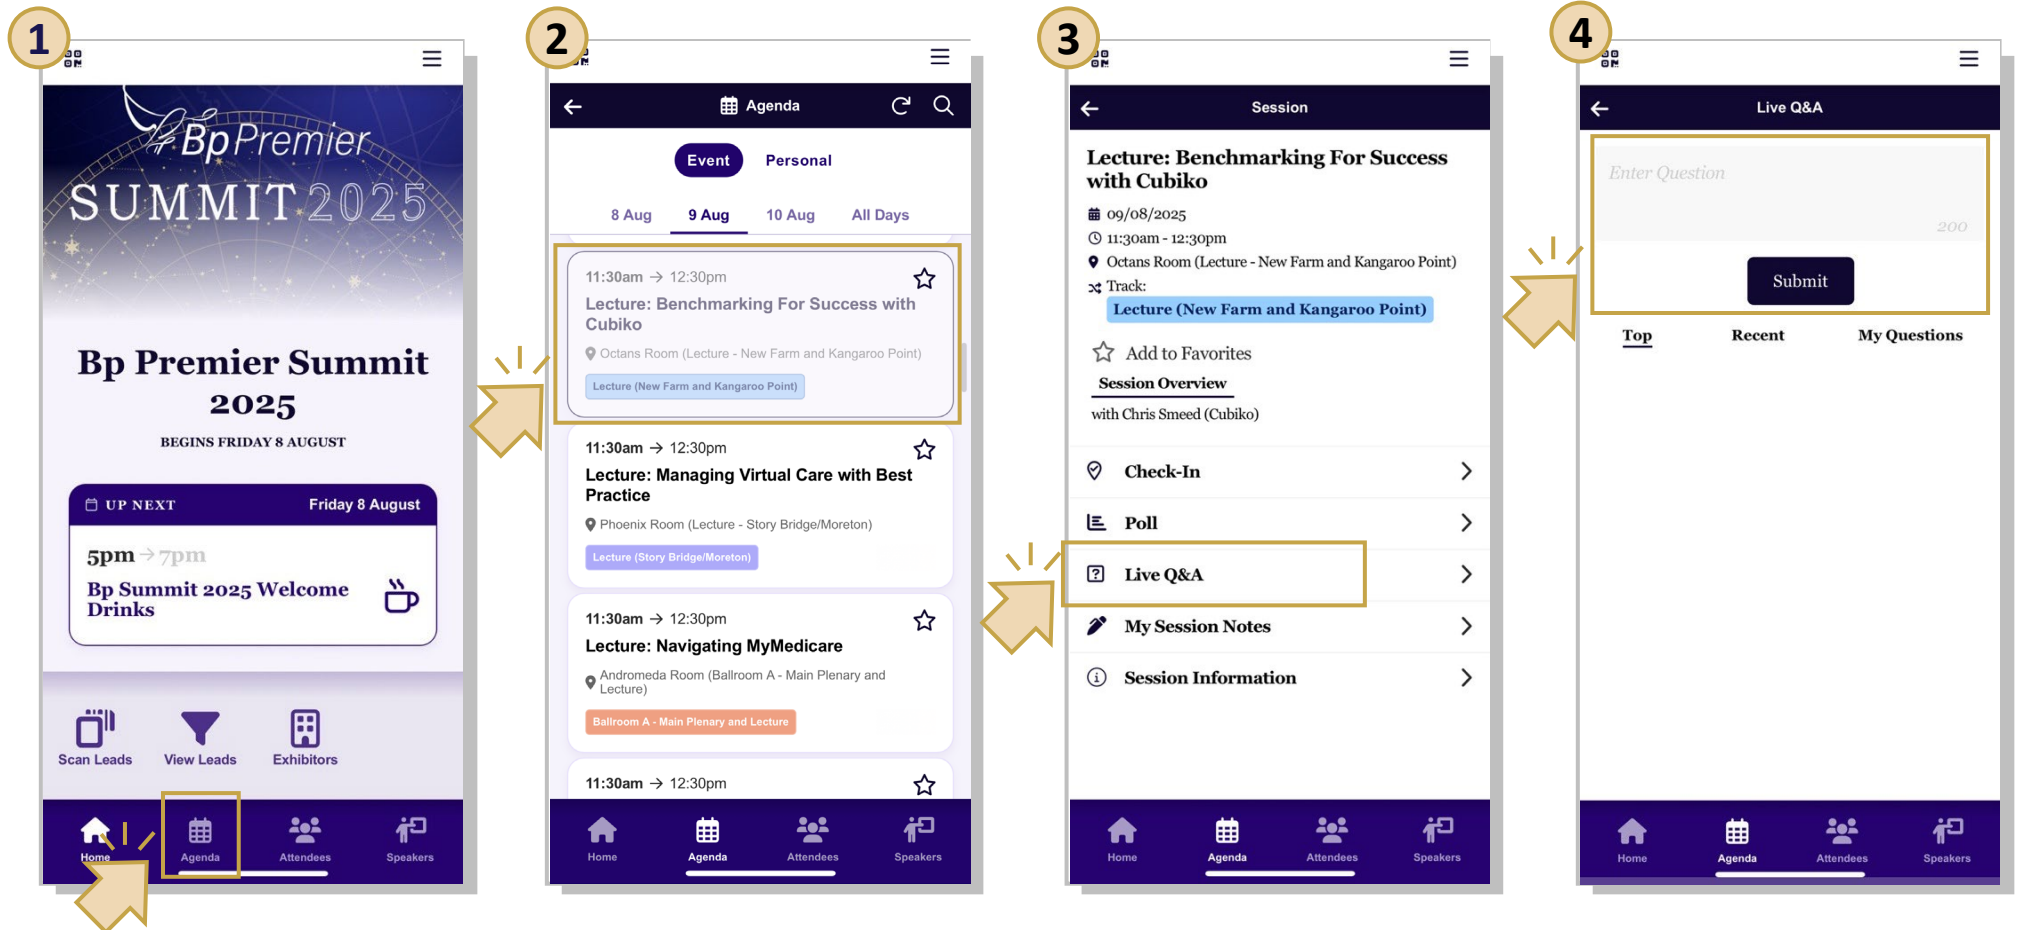 1
BpPremier
SUMMIT 2025
Bp Premier Summit
2025
BEGINS FRIDAY 8 AUGUST
UP NEXT Friday 8 August
5pm → 7pm
Bp Summit 2025 Welcome
Drinks
Scan Leads View Leads Exhibitors
Home Agenda Attendees Speakers
2
Agenda
Event Personal
8 Aug 9 Aug 10 Aug All Days
11:30am → 12:30pm
Lecture: Benchmarking For Success with
Cubiko
Octans Room (Lecture - New Farm and Kangaroo Point)
Lecture (New Farm and Kangaroo Point)
11:30am → 12:30pm
Lecture: Managing Virtual Care with Best
Practice
Phoenix Room (Lecture - Story Bridge/Moreton)
Lecture (Story Bridge/Moreton)
11:30am → 12:30pm
Lecture: Navigating MyMedicare
Andromeda Room (Ballroom A - Main Plenary and
Lecture)
Ballroom A - Main Plenary and Lecture
11:30am → 12:30pm
Home Agenda Attendees Speakers
3
Session
Lecture: Benchmarking For Success
with Cubiko
09/08/2025
11:30am - 12:30pm
Octans Room (Lecture - New Farm and Kangaroo Point)
Track:
Lecture (New Farm and Kangaroo Point)
Add to Favorites
Session Overview
with Chris Smeed (Cubiko)
Check-In
Poll
Live Q&A
My Session Notes
Session Information
Home Agenda Attendees Speakers
4
Live Q&A
Enter Question
200
Submit
Top Recent My Questions
Home Agenda Attendees Speakers